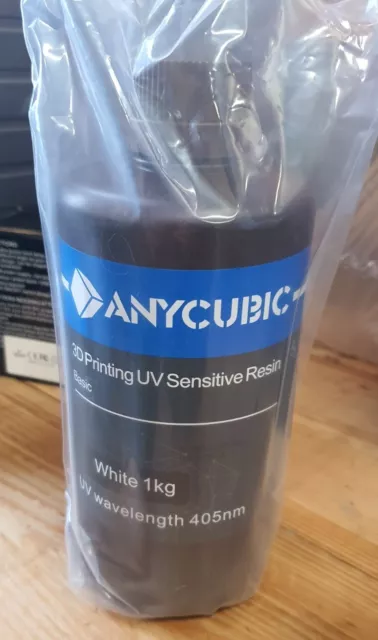 ANYCUBIC
3D Printing UV Sensitive Resin
Basic
White 1kg
UV wavelength 405nm